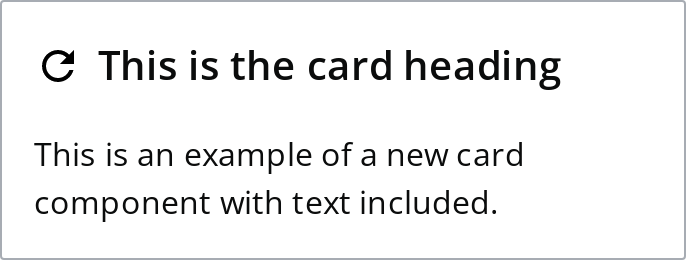 This is the card heading
This is an example of a new card
component with text included.